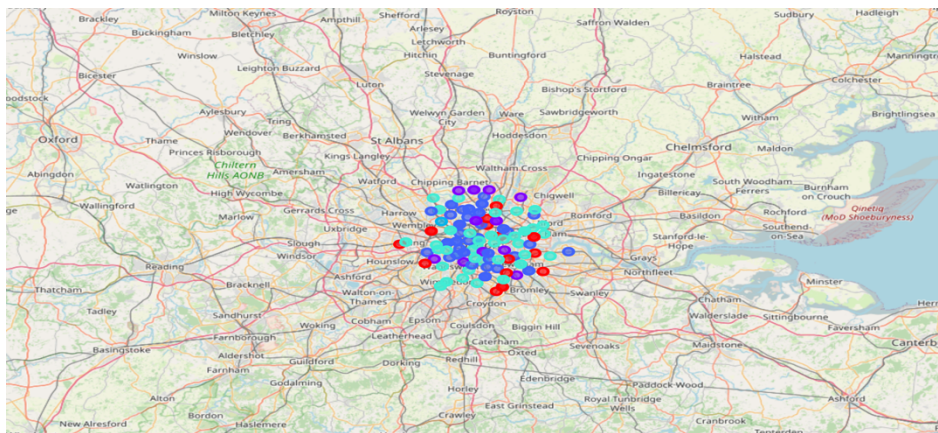 Brackley
Milton Keynes
Ampthill
Shefford
Royston
Saffron Walden
Sudbury
Hadleigh
Buckingham
Bletchley
Arlesey
Letchworth
Hitchin
Buntingford
Halstead
Manningtree
Winslow
Leighton Buzzard
Stevenage
Luton
Bicester
Braintree
Colchester
Bishop's Stortford
Aylesbury
Tring
Welwyn Garden
City
Ware
Sawbridgeworth
Witham
Brightlingsea
Oxford
Thame
Wendover
Berkhamsted
St Albans
Hoddesdon
Chelmsford
Maldon
Princes Risborough
Kings Langley
Chipping Ongar
Abingdon
Chiltern
Hills AONB
Amersham
Watford
Chipping Barnet
Waltham Cross
Ingatestone
South Woodham
Ferrers
Burnham
on Crouch
Watlington
High Wycombe
Chigwell
Billericay
Wallingford
Marlow
Gerrards Cross
Harrow
Romford
Basildon
Rochford
Qinetiq
(MoD Shoeburyness)
Uxbridge
Southend-
on-Sea
Slough
Stanford-le-
Hope
Reading
Windsor
Hounslow
Grays
Northfleet
Ashford
Minster
Thatcham
Bracknell
Walton-on-
Thames
Bromley
Swanley
Chatham
Tadley
Croydon
Walderslade
Sittingbourne
Sandhurst
Woking
Cobham
Epsom
Coulsdon
Biggin Hill
Faversham
Basingstoke
Farnborough
Leatherhead
Caterham
Oxted
Sevenoaks
Maidstone
Aldershot
Guildford
Dorking
Redhill
Farnham
Godalming
Edenbridge
Paddock Wood
Alton
Horley
Royal Tunbridge
Wells
Bordon
Crawley
East Grinstead
Cranbrook
New Alresford
Haslemere
Tenterden